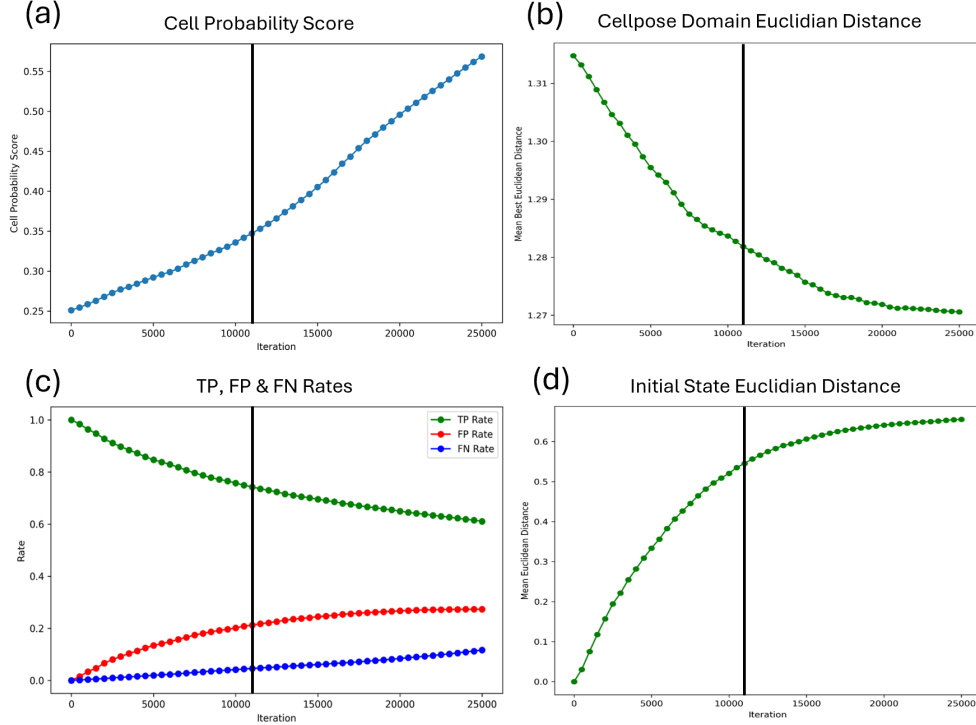 (a)
Cell Probability Score
Cell Probability Score
0.55
0.50
0.45
0.40
0.35
0.30
0.25
0 5000 10000 15000 20000 25000
Iteration
(b)
Cellpose Domain Euclidian Distance
Mean Best Euclidean Distance
1.31
1.30
1.29
1.28
1.27
0 5000 10000 15000 20000 25000
Iteration
(c)
TP, FP & FN Rates
Rate
1.0
0.8
0.6
0.4
0.2
0.0
TP Rate
FP Rate
FN Rate
0 5000 10000 15000 20000 25000
Iteration
(d)
Initial State Euclidian Distance
Mean Euclidean Distance
0.6
0.5
0.4
0.3
0.2
0.1
0.0
0 5000 10000 15000 20000 25000
Iteration